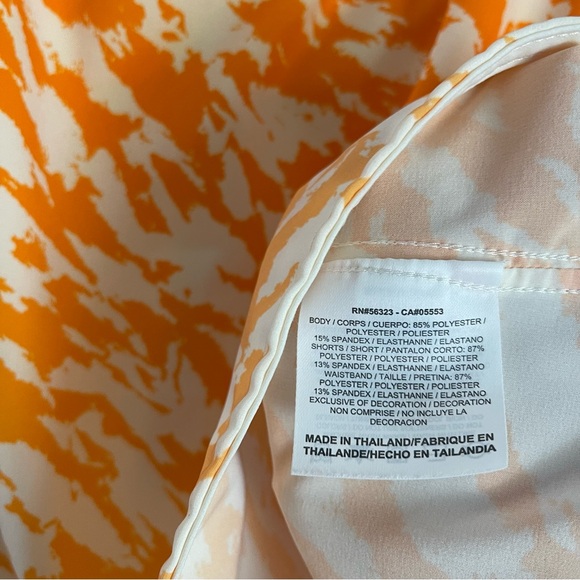 RN#56323 - CA#05553
BODY / CORPS / CUERPO: 85% POLYESTER /
POLYESTER / POLIESTER
15% SPANDEX / ELASTHANNE / ELASTANO
SHORTS / SHORT / PANTALON CORTO: 87%
POLYESTER / POLYESTER / POLIESTER
13% SPANDEX / ELASTHANNE / ELASTANO
WAISTBAND / TAILLE / PRETINA: 87%
POLYESTER / POLYESTER / POLIESTER
13% SPANDEX / ELASTHANNE / ELASTANO
EXCLUSIVE OF DECORATION / DECORATION
NON COMPRISE / NO INCLUYE LA
DECORACION
MADE IN THAILAND/FABRIQUE EN
THAILANDE/HECHO EN TAILANDIA